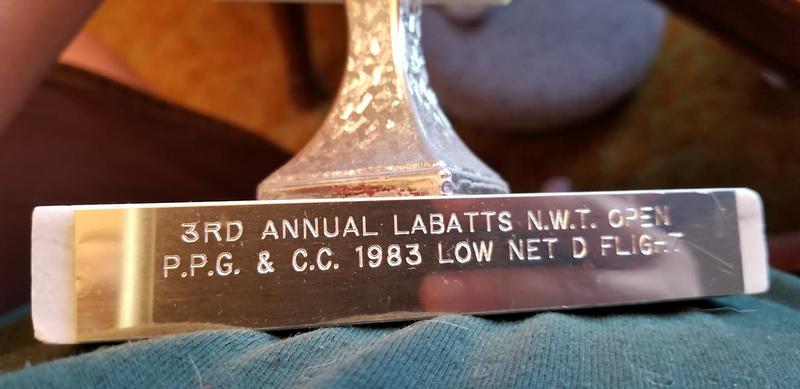 3RD ANNUAL LABATTS N.W.T. OPEN
P.P.G. & C.C. 1983 LOW NET D FLIGHT